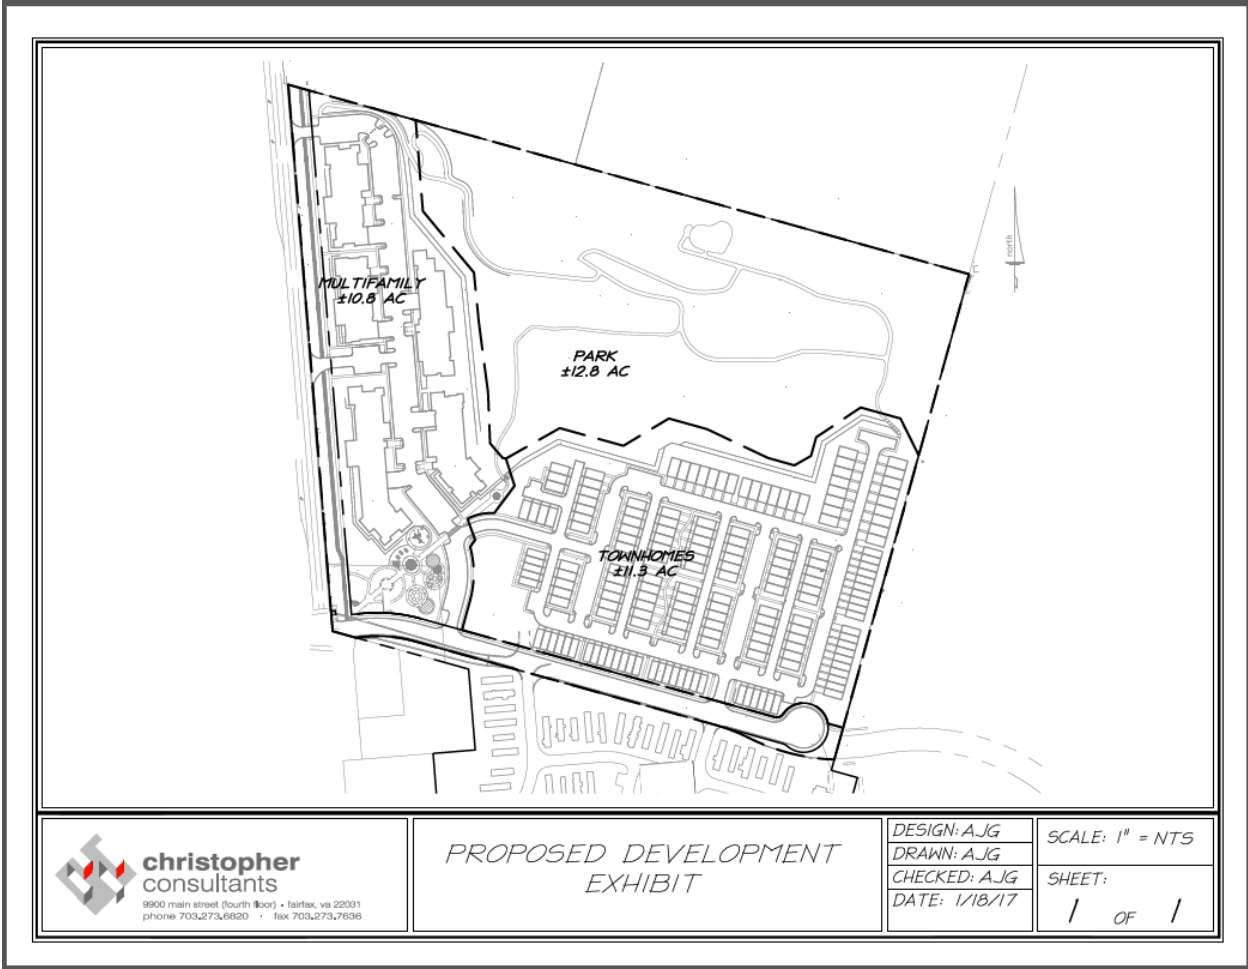 north
MULTIFAMILY
±10.8 AC
PARK
±12.8 AC
TOWNHOMES
±11.3 AC
christopher
consultants
9900 main street (fourth floor) • fairfax, va 22031
phone 703.273.6820 · fax 703.273.7636
PROPOSED DEVELOPMENT
EXHIBIT
DESIGN: AJG
DRAWN: AJG
CHECKED: AJG
DATE: 1/18/17
SCALE: 1" = NTS
SHEET:
1 OF 1